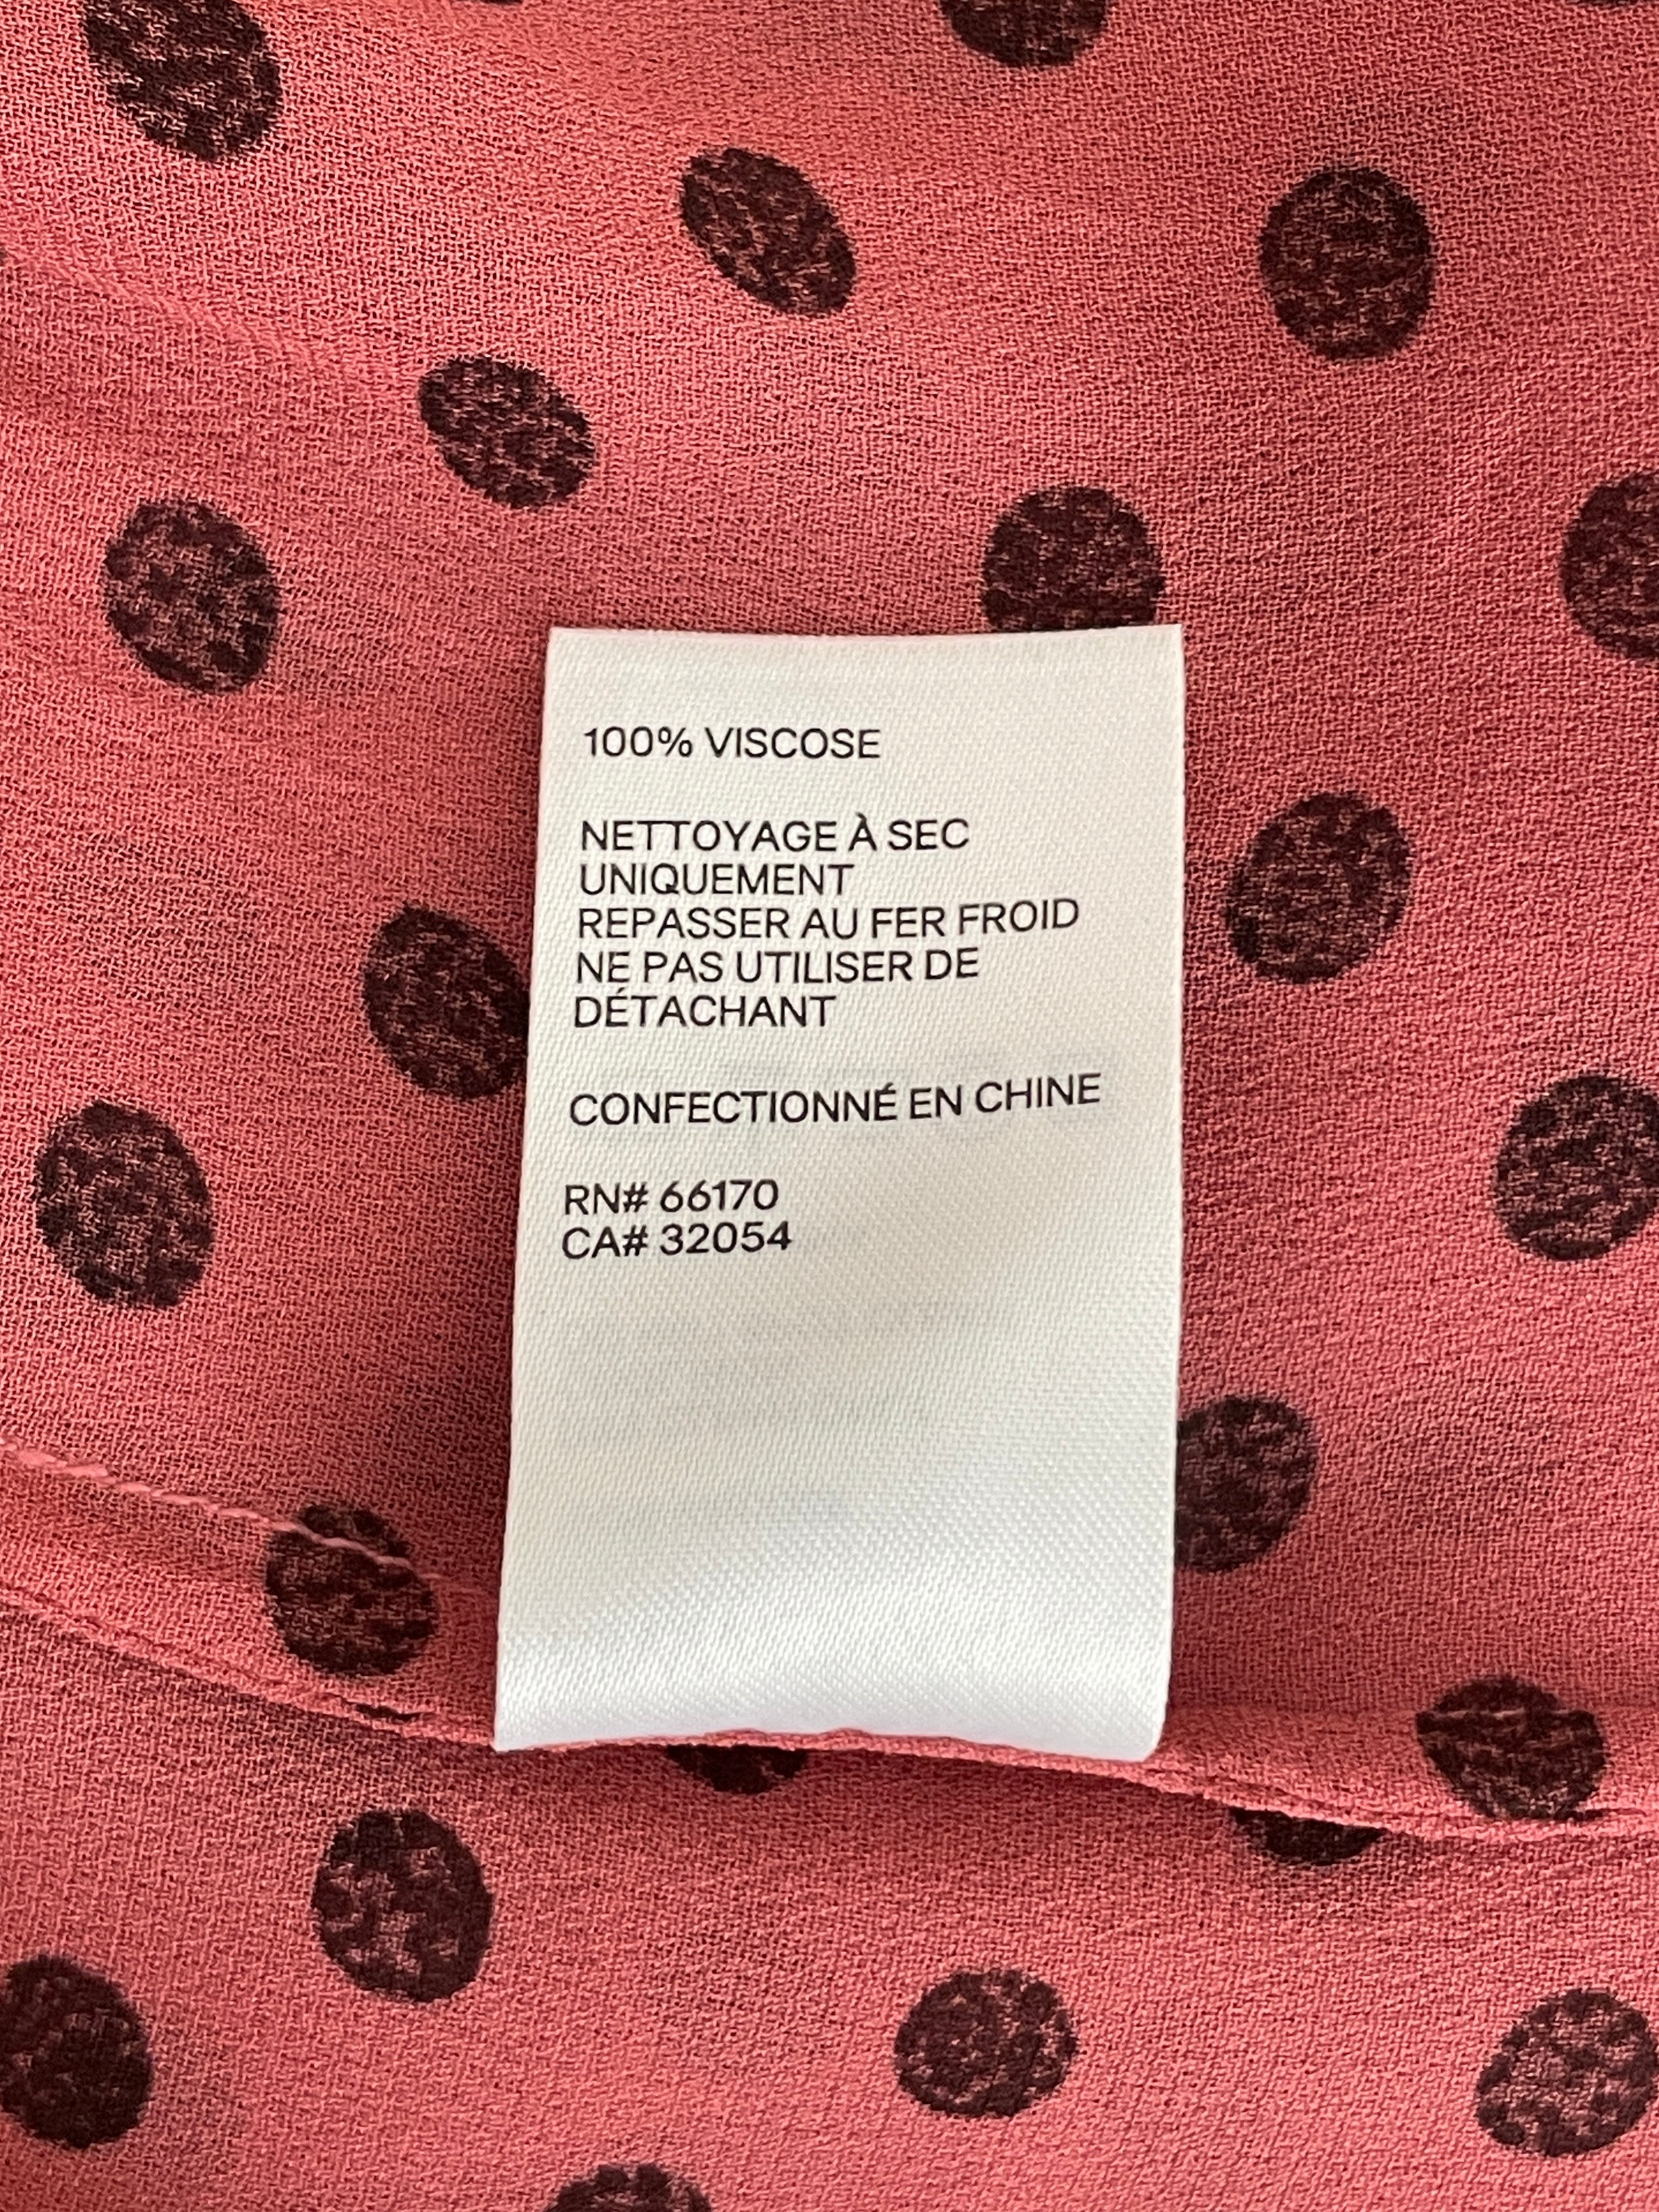 100% VISCOSE
NETTOYAGE À SEC
UNIQUEMENT
REPASSER AU FER FROID
NE PAS UTILISER DE
DÉTACHANT
CONFECTIONNÉ EN CHINE
RN# 66170
CA# 32054